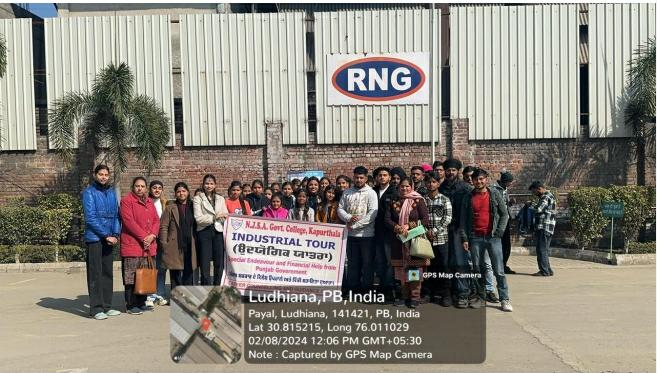 RNG
N.J.S.A. Govt. College, Kapurthala
INDUSTRIAL TOUR
(ਉਦਯੋਗਿਕ ਯਾਤਰਾ)
Special Endeavour and Financial Help from
Punjab Government
GPS Map Camera
Ludhiana,PB,India
Payal, Ludhiana, 141421, PB, India
Lat 30.815215, Long 76.011029
02/08/2024 12:06 PM GMT+05:30
Note : Captured by GPS Map Camera